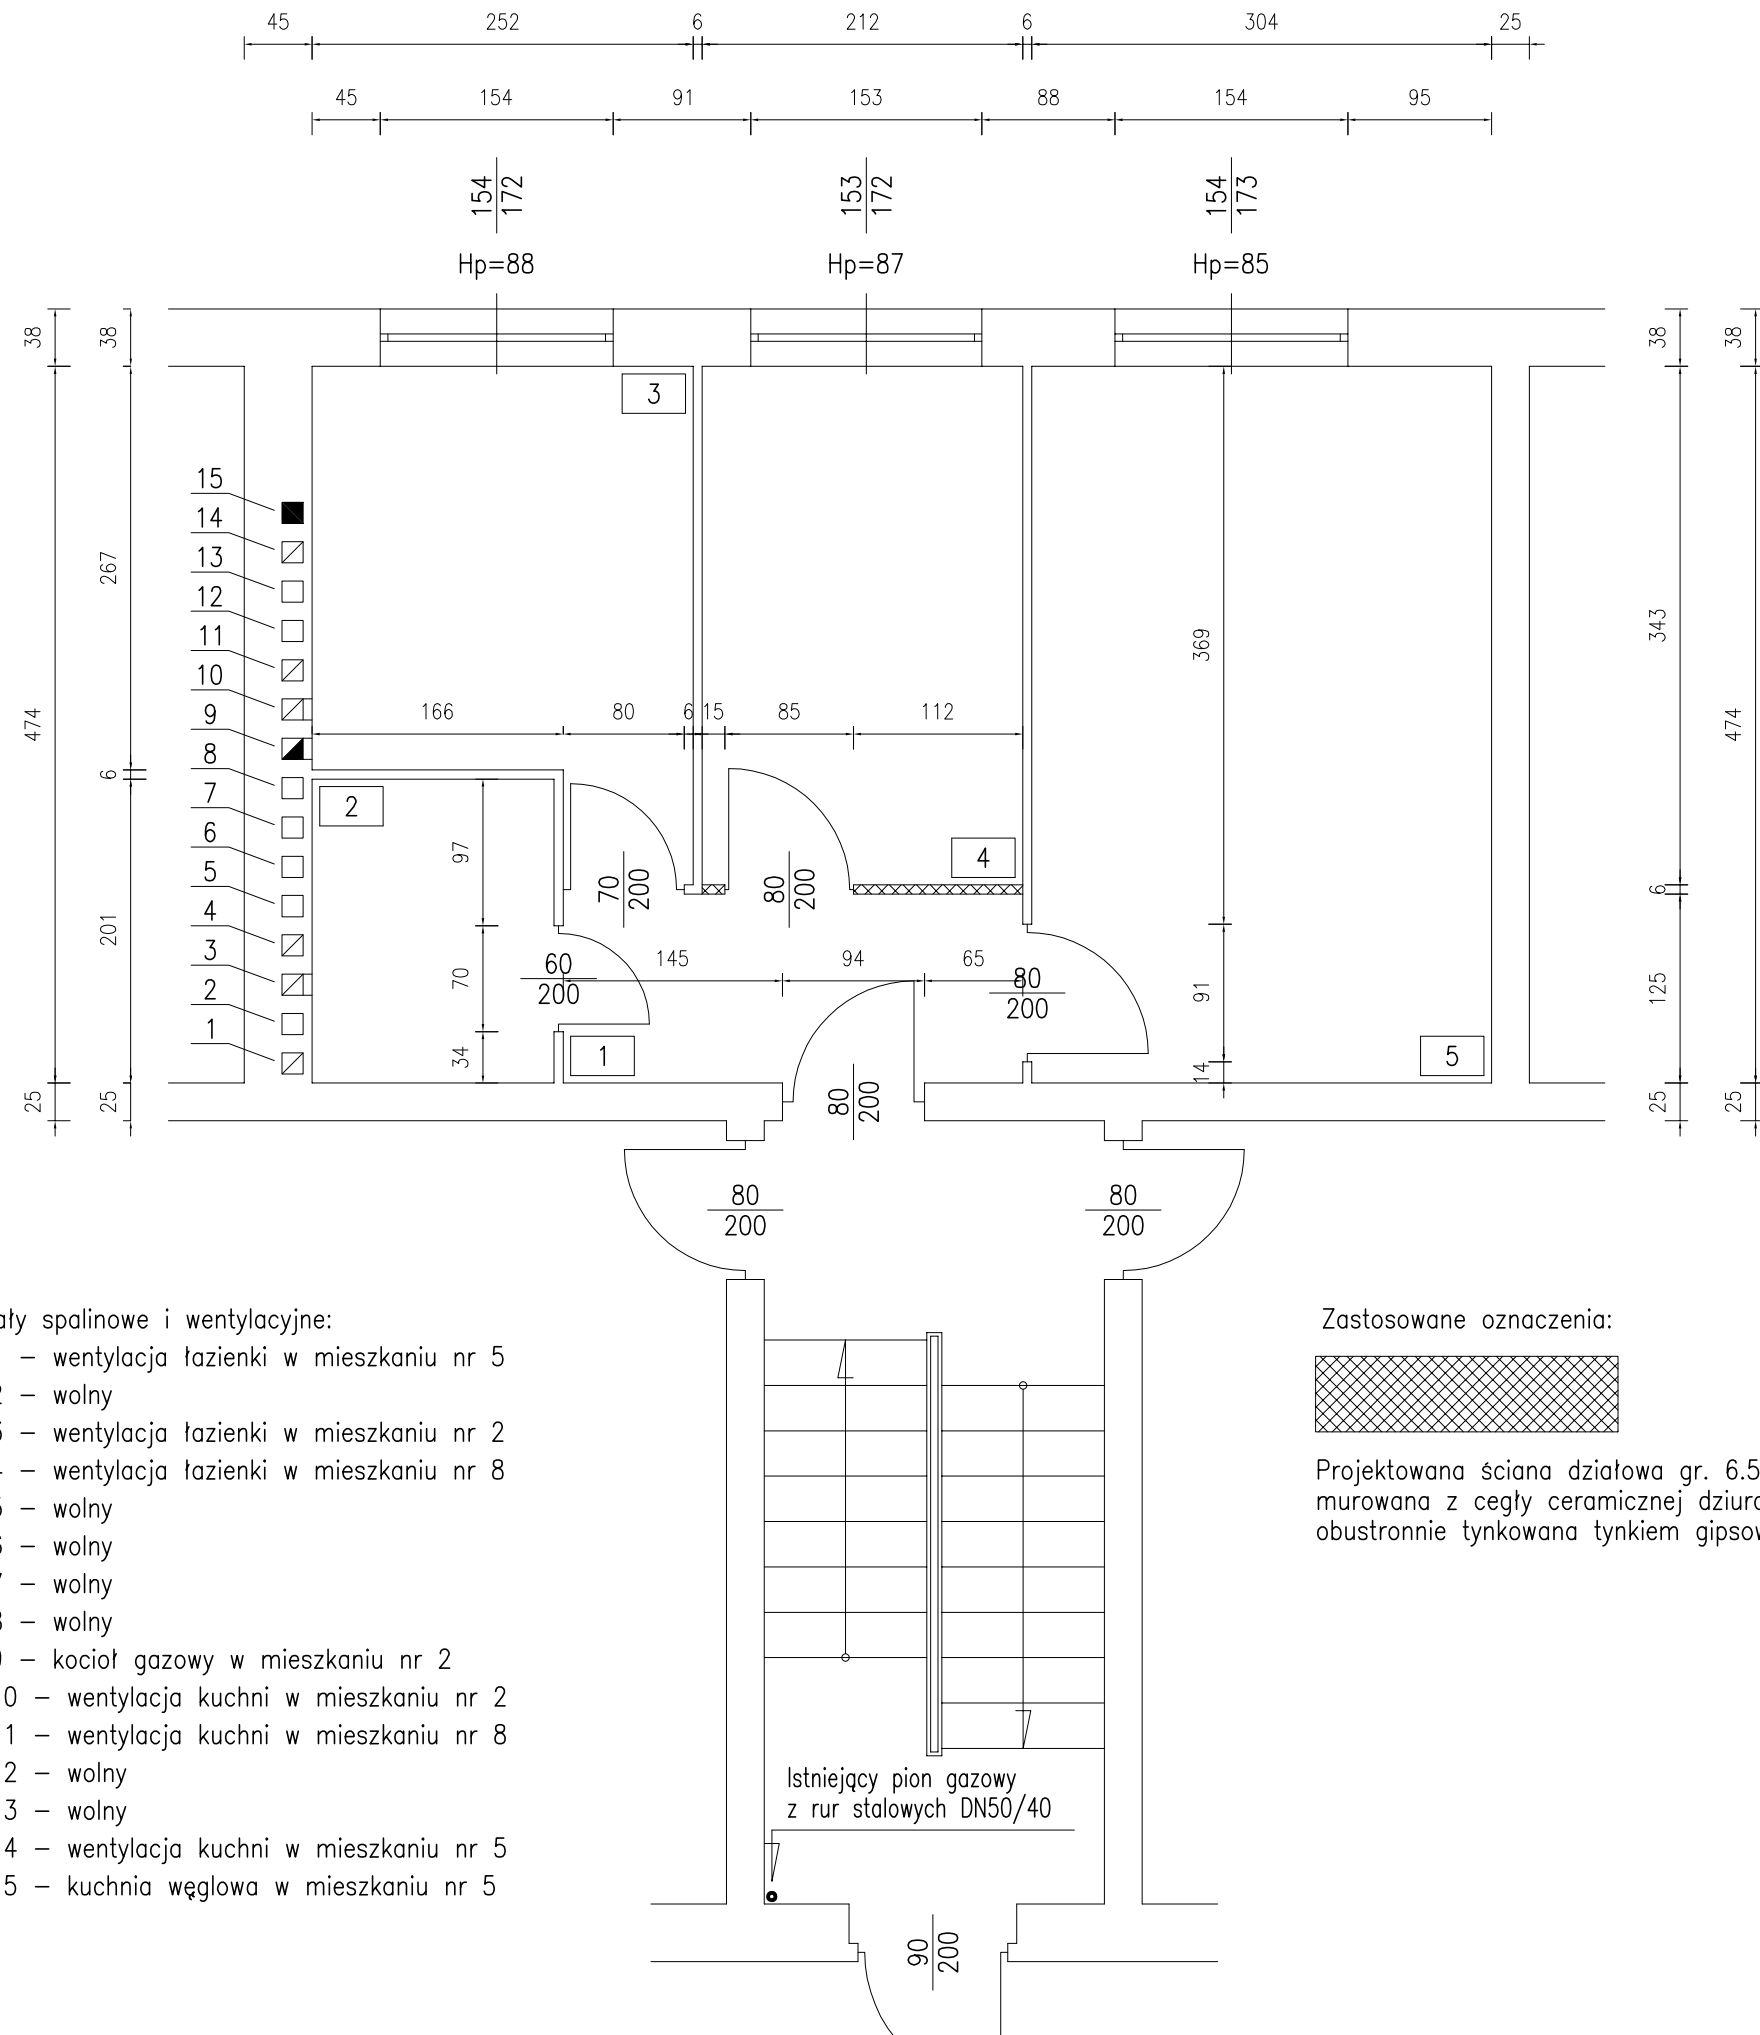 45 252 6 212 6 304 25
45 154 91 153 88 154 95
154 153 154
172 172 173
Hp=88 Hp=87 Hp=85
38 38 38 38
3
15
14
13
12
11
10
9
8
7
6
5
4
3
2
1
267
474
6
201
25 25
369
343
474
166 80 6 15 85 112
2
97
70
34
4
70
200
80
200
6
60
200
145 94 65
80
200
91
14
125
1
5
25 25
80
200
80
200
80
200
ały spalinowe i wentylacyjne:
– wentylacja łazienki w mieszkaniu nr 5
– wolny
– wentylacja łazienki w mieszkaniu nr 2
– wentylacja łazienki w mieszkaniu nr 8
– wolny
– wolny
– wolny
– wolny
– kocioł gazowy w mieszkaniu nr 2
0 – wentylacja kuchni w mieszkaniu nr 2
1 – wentylacja kuchni w mieszkaniu nr 8
2 – wolny
3 – wolny
4 – wentylacja kuchni w mieszkaniu nr 5
5 – kuchnia węglowa w mieszkaniu nr 5
Zastosowane oznaczenia:
Projektowana ściana działowa gr. 6.5
murowana z cegły ceramicznej dziura
obustronnie tynkowana tynkiem gipsow
Istniejący pion gazowy
z rur stalowych DN50/40
90
200